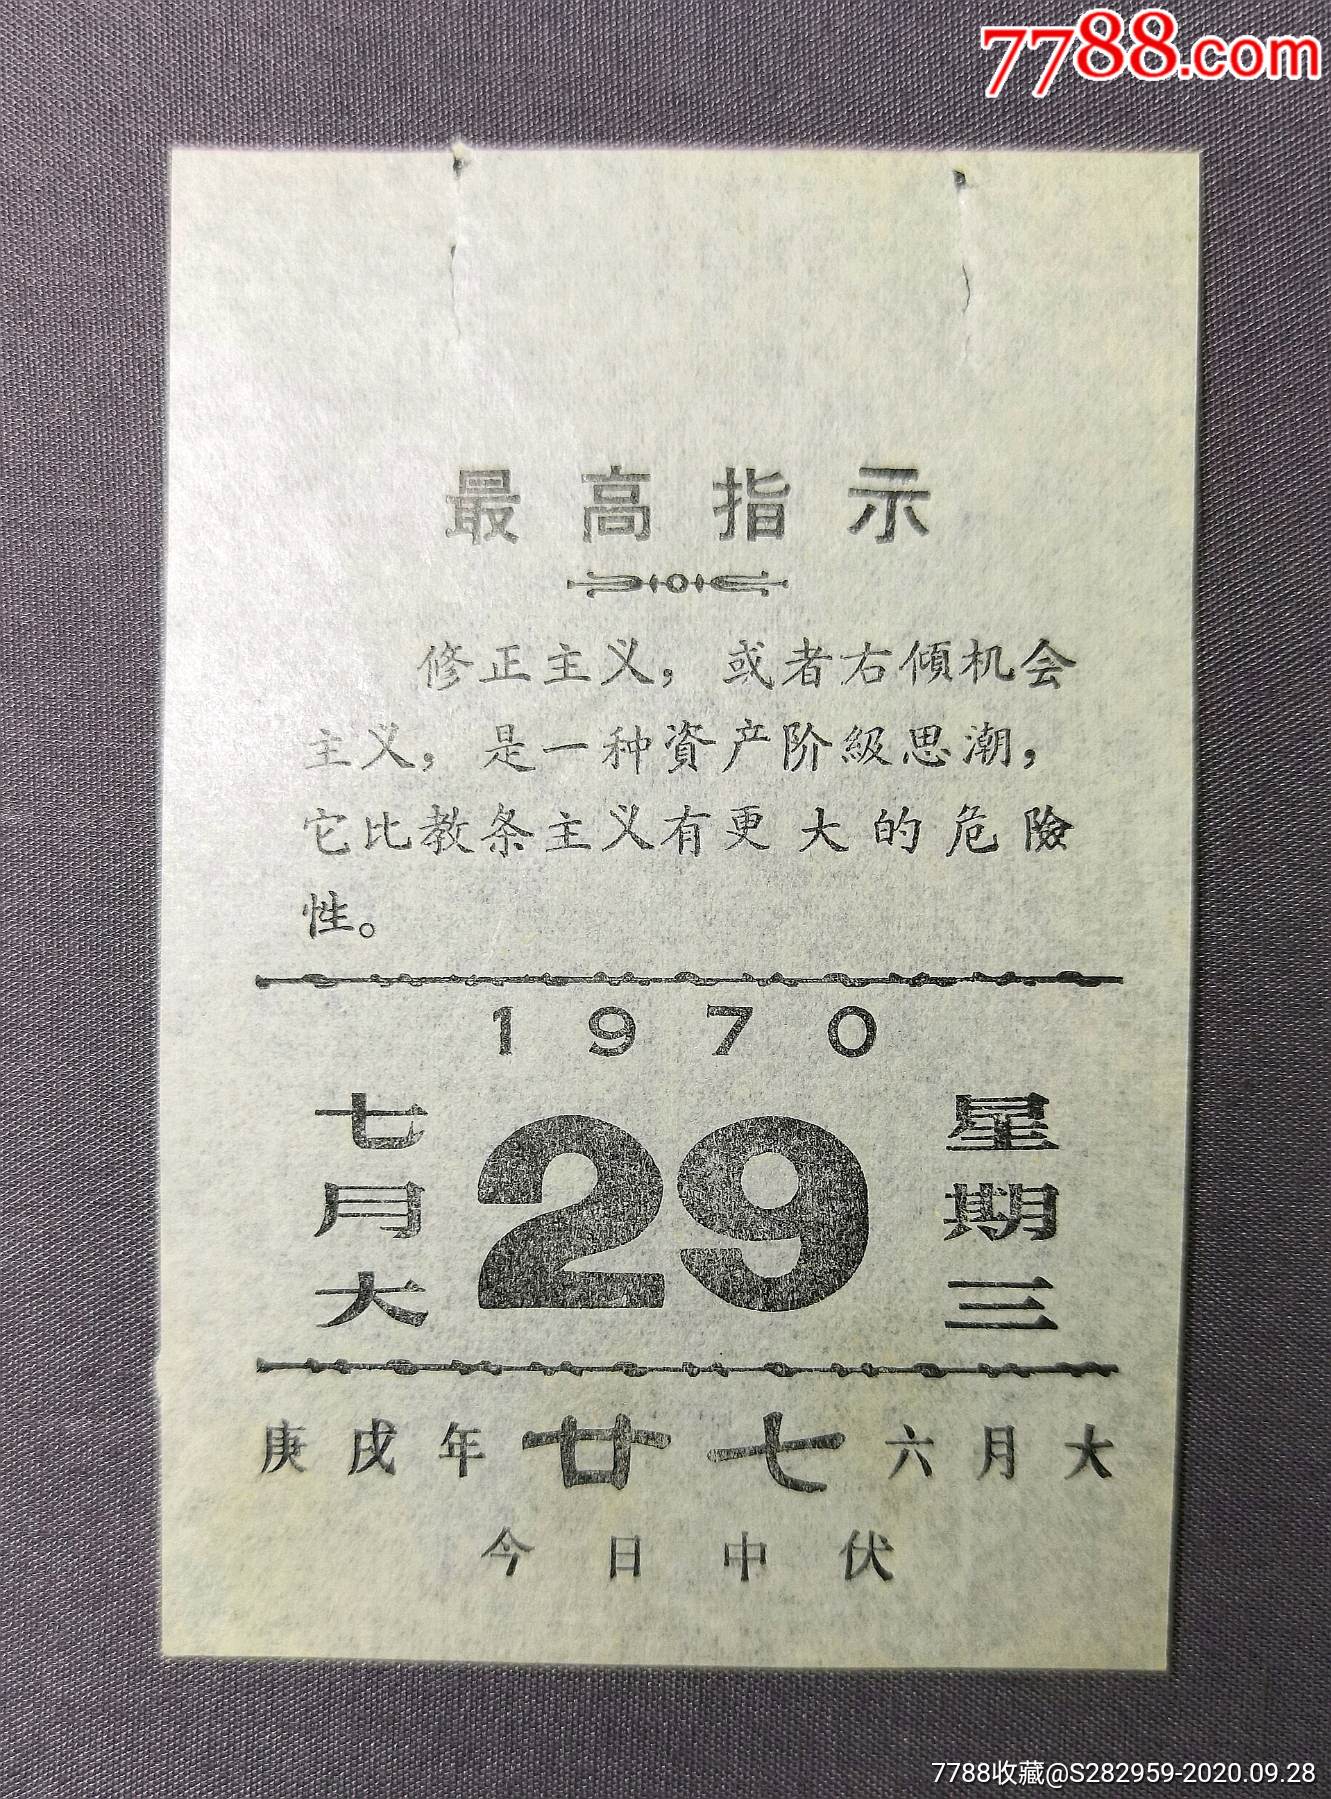 7788.com
最高指示
修正主义，或者右傾机会
主义，是一种資产阶級思潮，
它比教条主义有更大的危險
性。
1970
七月大
29
星期三
庚戌年 廿七 六月大
今日中伏
7788收藏@S282959-2020.09.28